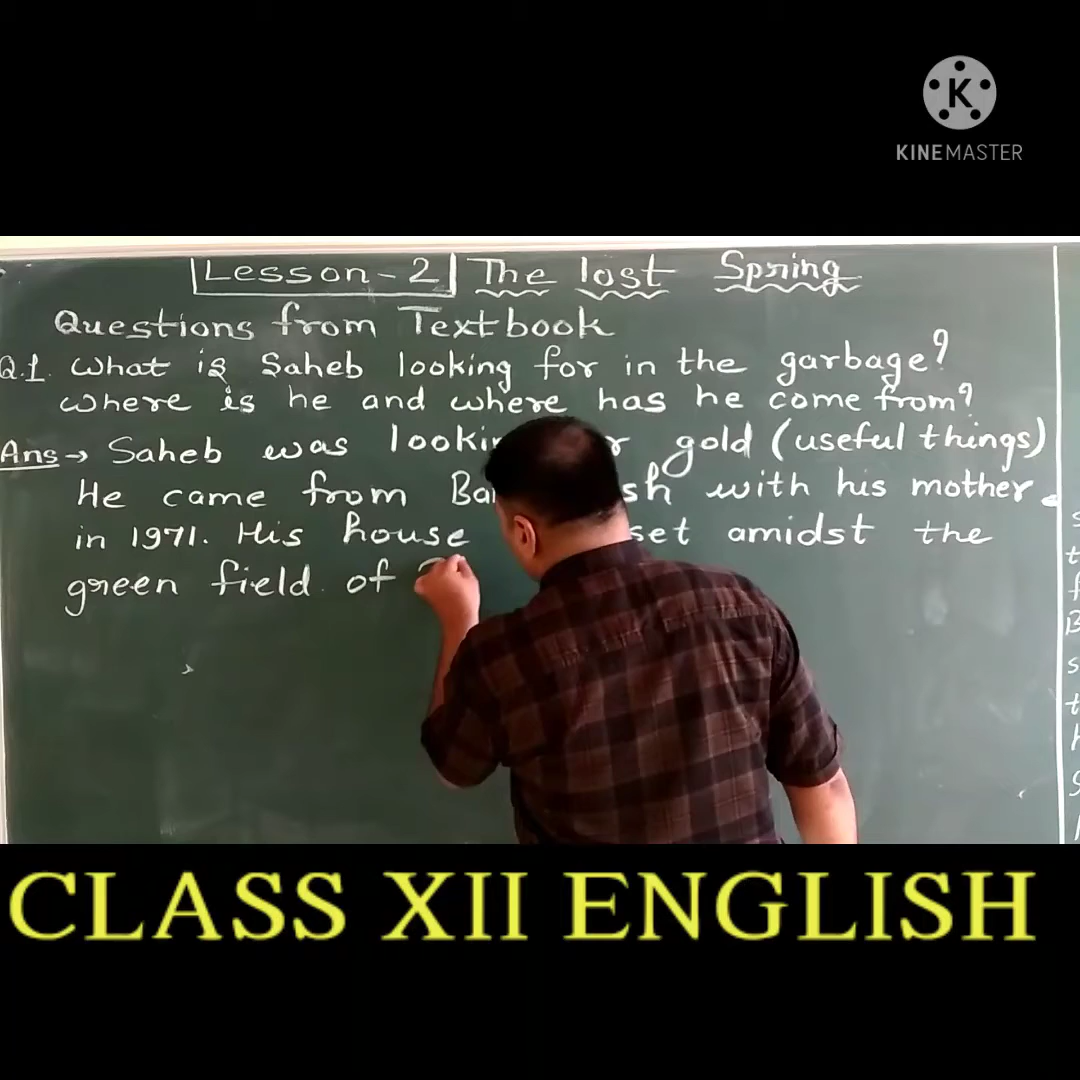 K
KINEMASTER
Lesson-2 The lost Spring
Questions from Textbook
Q.1. What is Saheb looking for in the garbage?
where is he and where has he come from?
Ans → Saheb was gold (useful things)
He came from with his mother
in 1971. His house set amidst the
green field of
CLASS XII ENGLISH